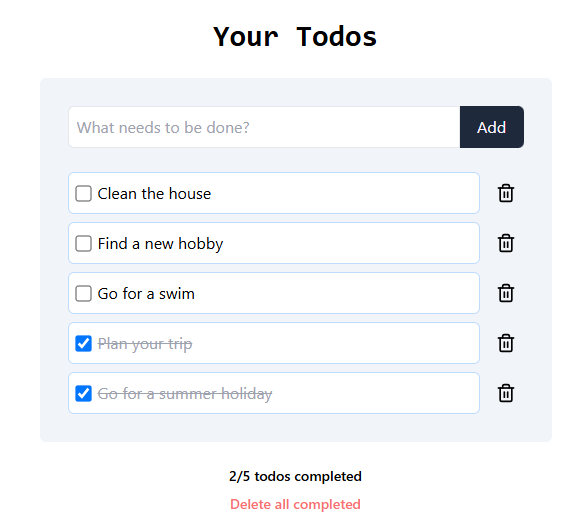 Your Todos
What needs to be done?
Add
Clean the house
Find a new hobby
Go for a swim
Plan your trip
Go for a summer holiday
2/5 todos completed
Delete all completed